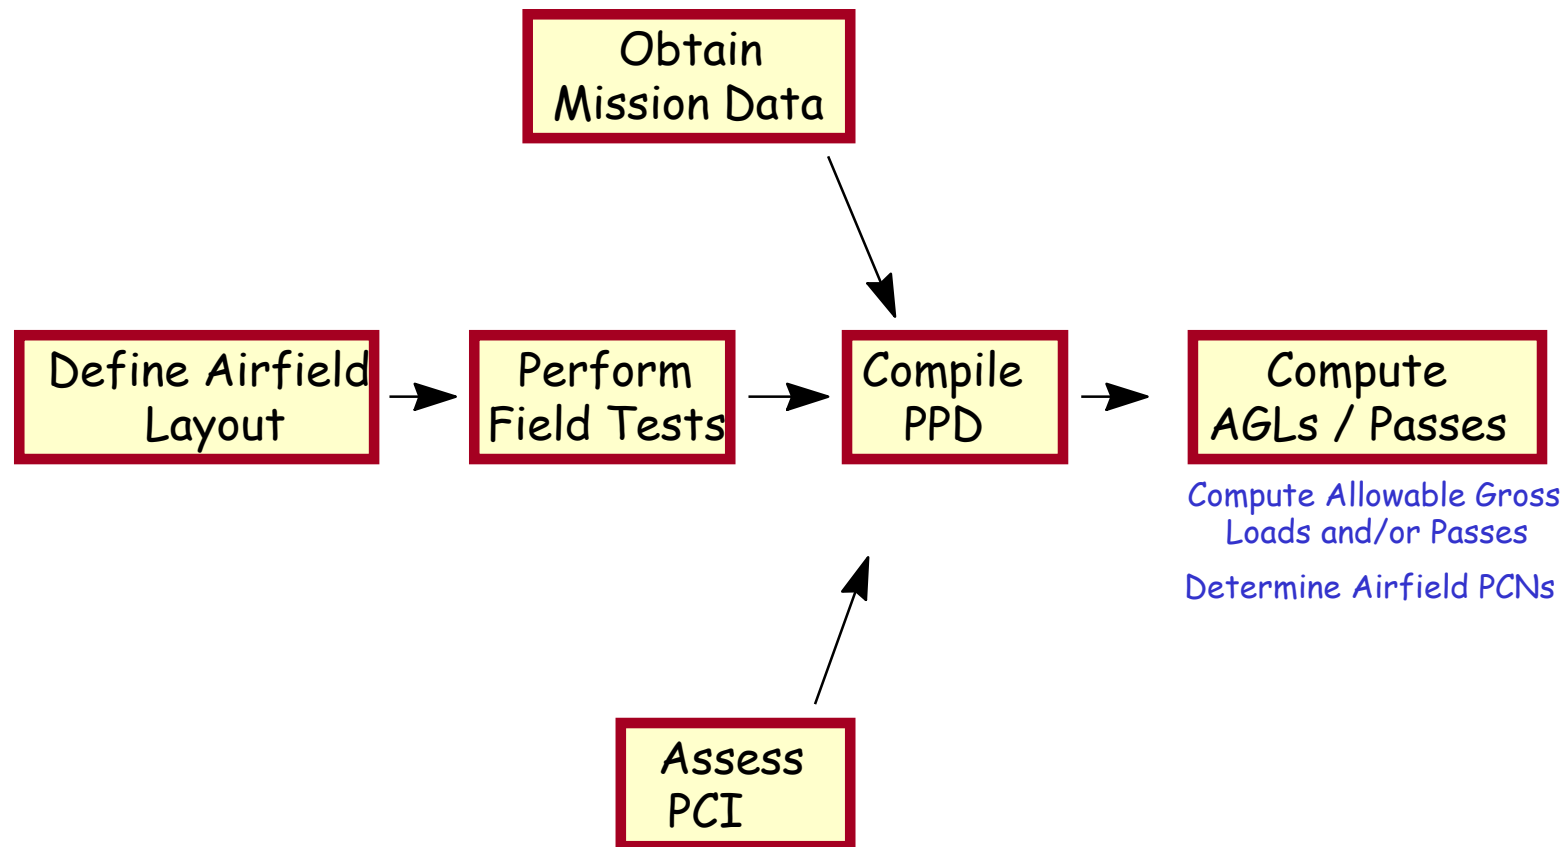 Obtain
Mission Data
Define Airfield
Layout
Perform
Field Tests
Compile
PPD
Compute
AGLs / Passes
Compute Allowable Gross
Loads and/or Passes
Determine Airfield PCNs
Assess
PCI